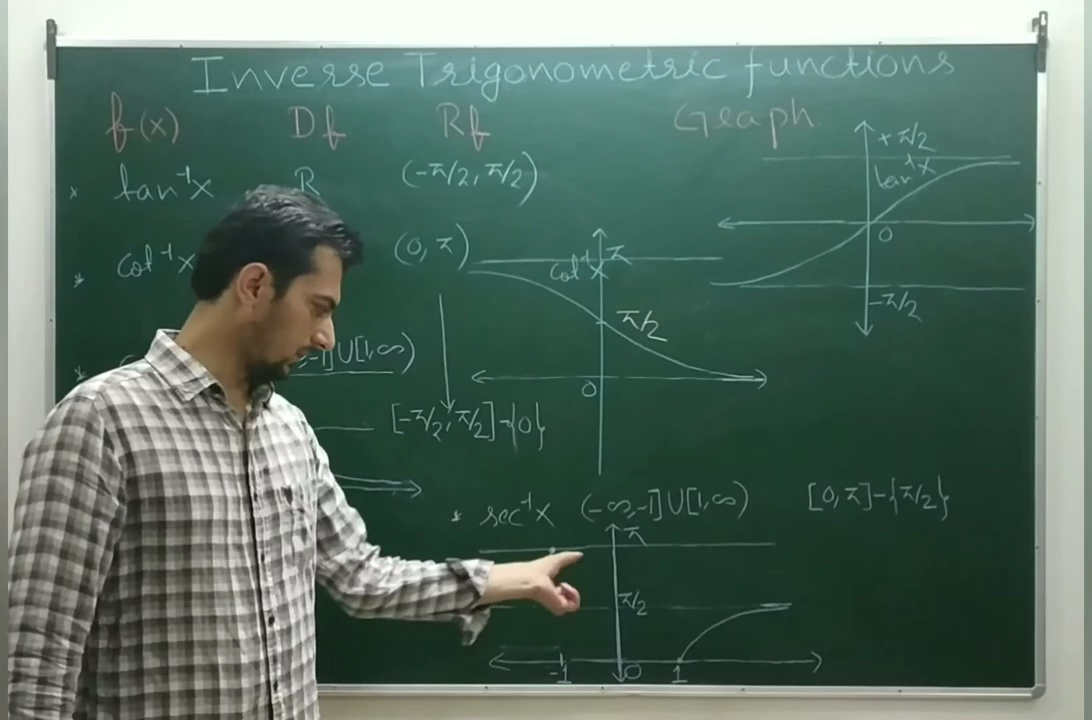 Inverse Trigonometric functions
f(x) Df Rf Graph
* tan⁻¹x R (-π/2, π/2)
+π/2
tan⁻¹x
0
-π/2
* cot⁻¹x (0, π)
π
cot⁻¹x
π/2
0
* -1]U[1,∞)
[-π/2, π/2]-{0}
* sec⁻¹x (-∞,-1]U[1,∞) [0,π]-{π/2}
π
π/2
-1 0 1